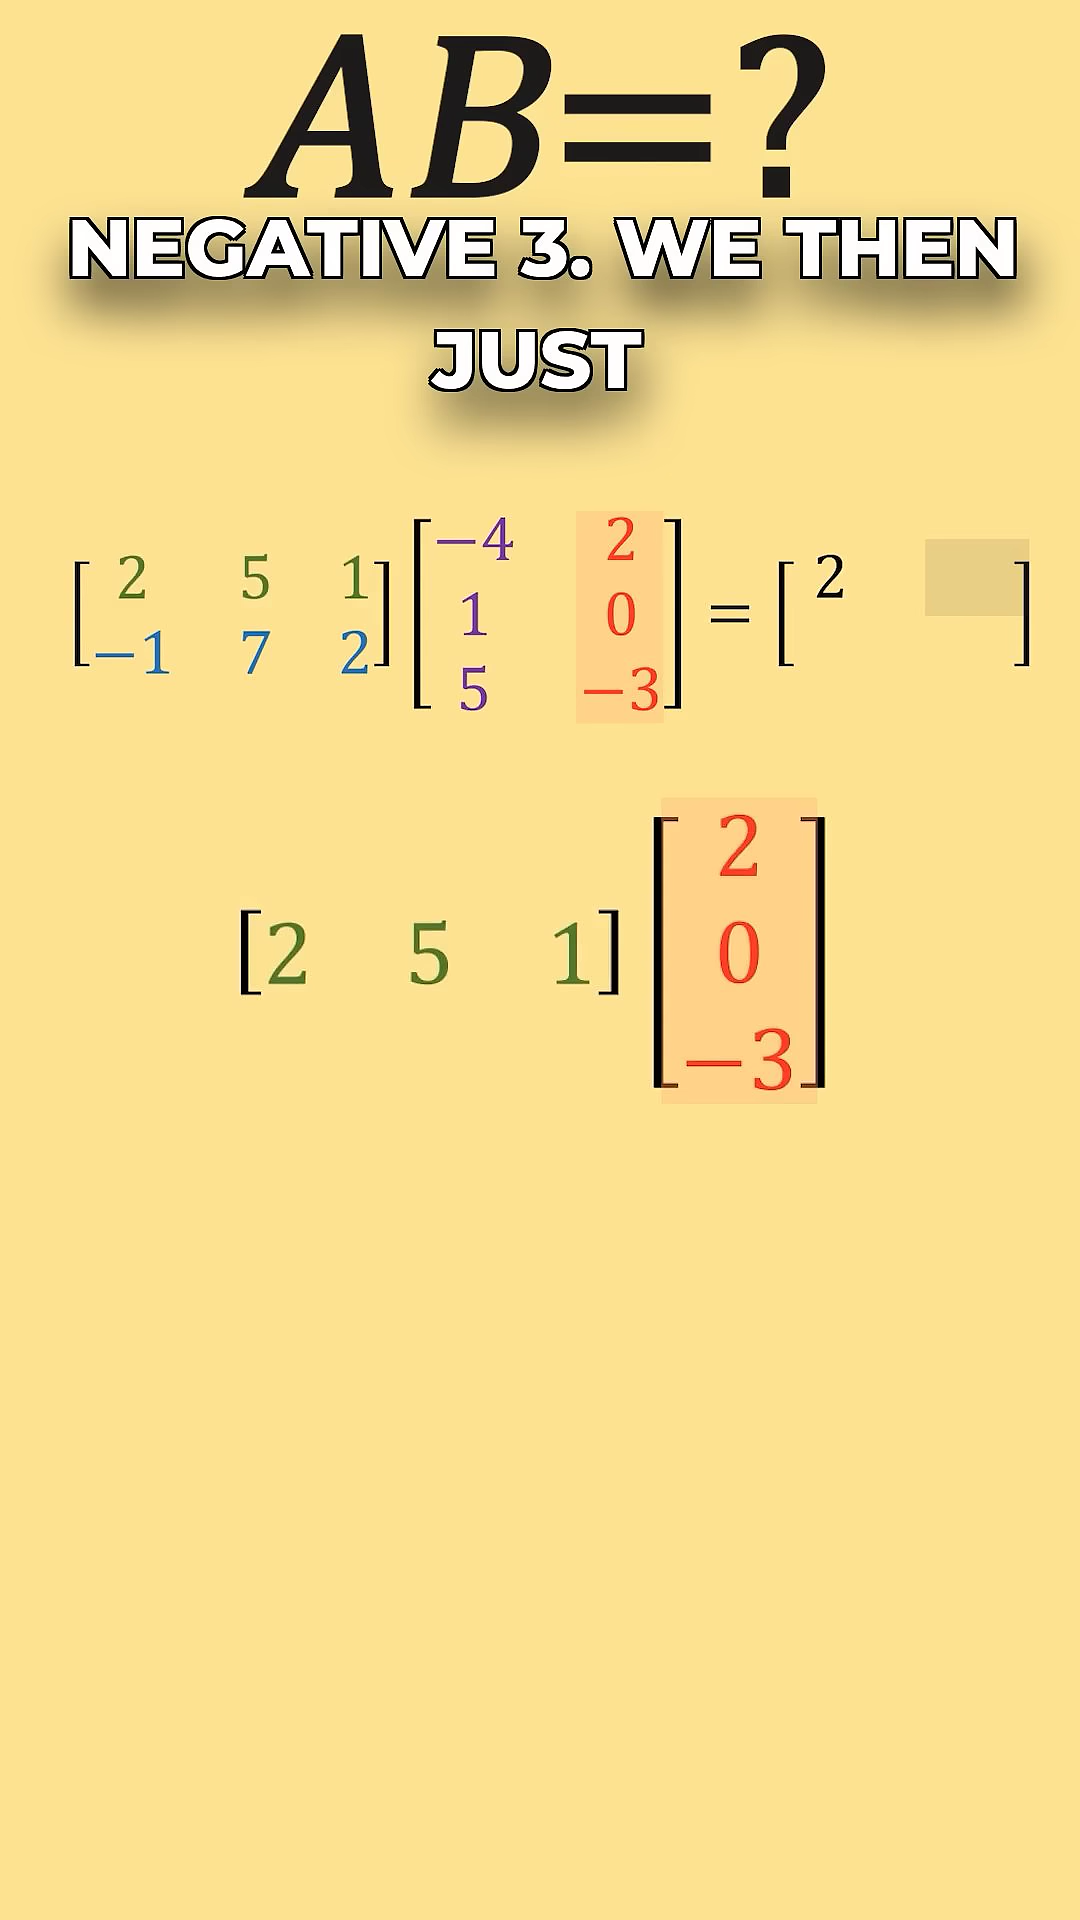 AB=?
NEGATIVE 3. WE THEN
JUST
[2 5 1
−1 7 2] [−4 2
1 0
5 −3] = [2 ]
[2 5 1] [2
0
−3]